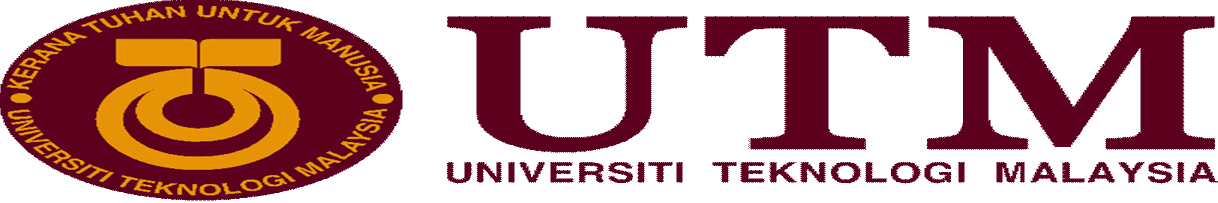 • KERANA TUHAN UNTUK MANUSIA •
UNIVERSITI TEKNOLOGI MALAYSIA
UTM
UNIVERSITI TEKNOLOGI MALAYSIA